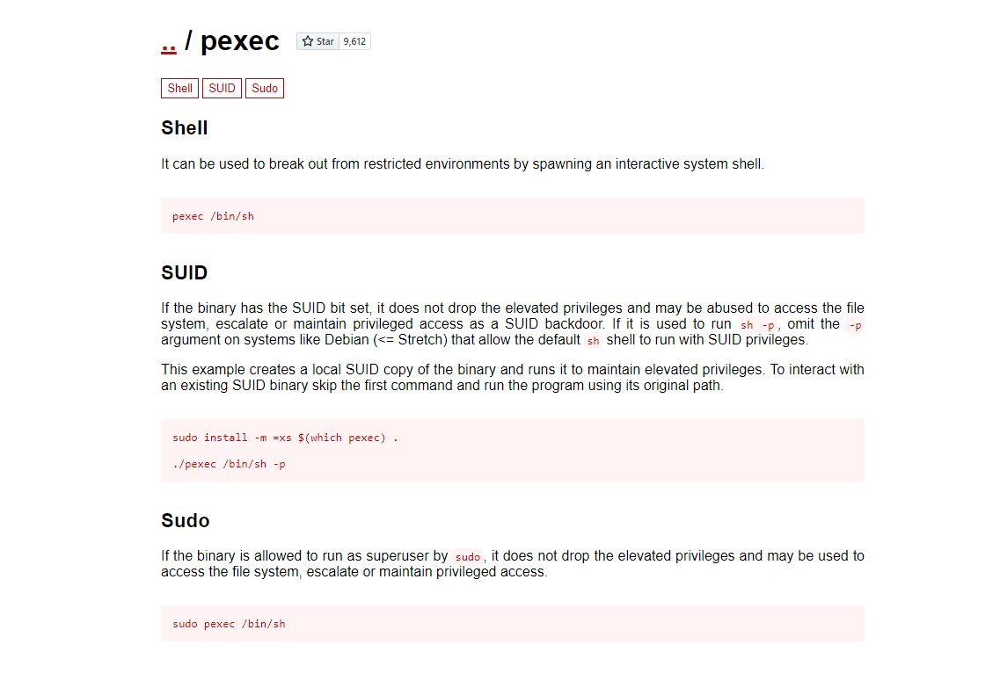 .. / pexec Star 9,612
Shell SUID Sudo
Shell
It can be used to break out from restricted environments by spawning an interactive system shell.
pexec /bin/sh
SUID
If the binary has the SUID bit set, it does not drop the elevated privileges and may be abused to access the file
system, escalate or maintain privileged access as a SUID backdoor. If it is used to run sh -p, omit the -p
argument on systems like Debian (<= Stretch) that allow the default sh shell to run with SUID privileges.
This example creates a local SUID copy of the binary and runs it to maintain elevated privileges. To interact with
an existing SUID binary skip the first command and run the program using its original path.
sudo install -m =xs $(which pexec) .
./pexec /bin/sh -p
Sudo
If the binary is allowed to run as superuser by sudo, it does not drop the elevated privileges and may be used to
access the file system, escalate or maintain privileged access.
sudo pexec /bin/sh